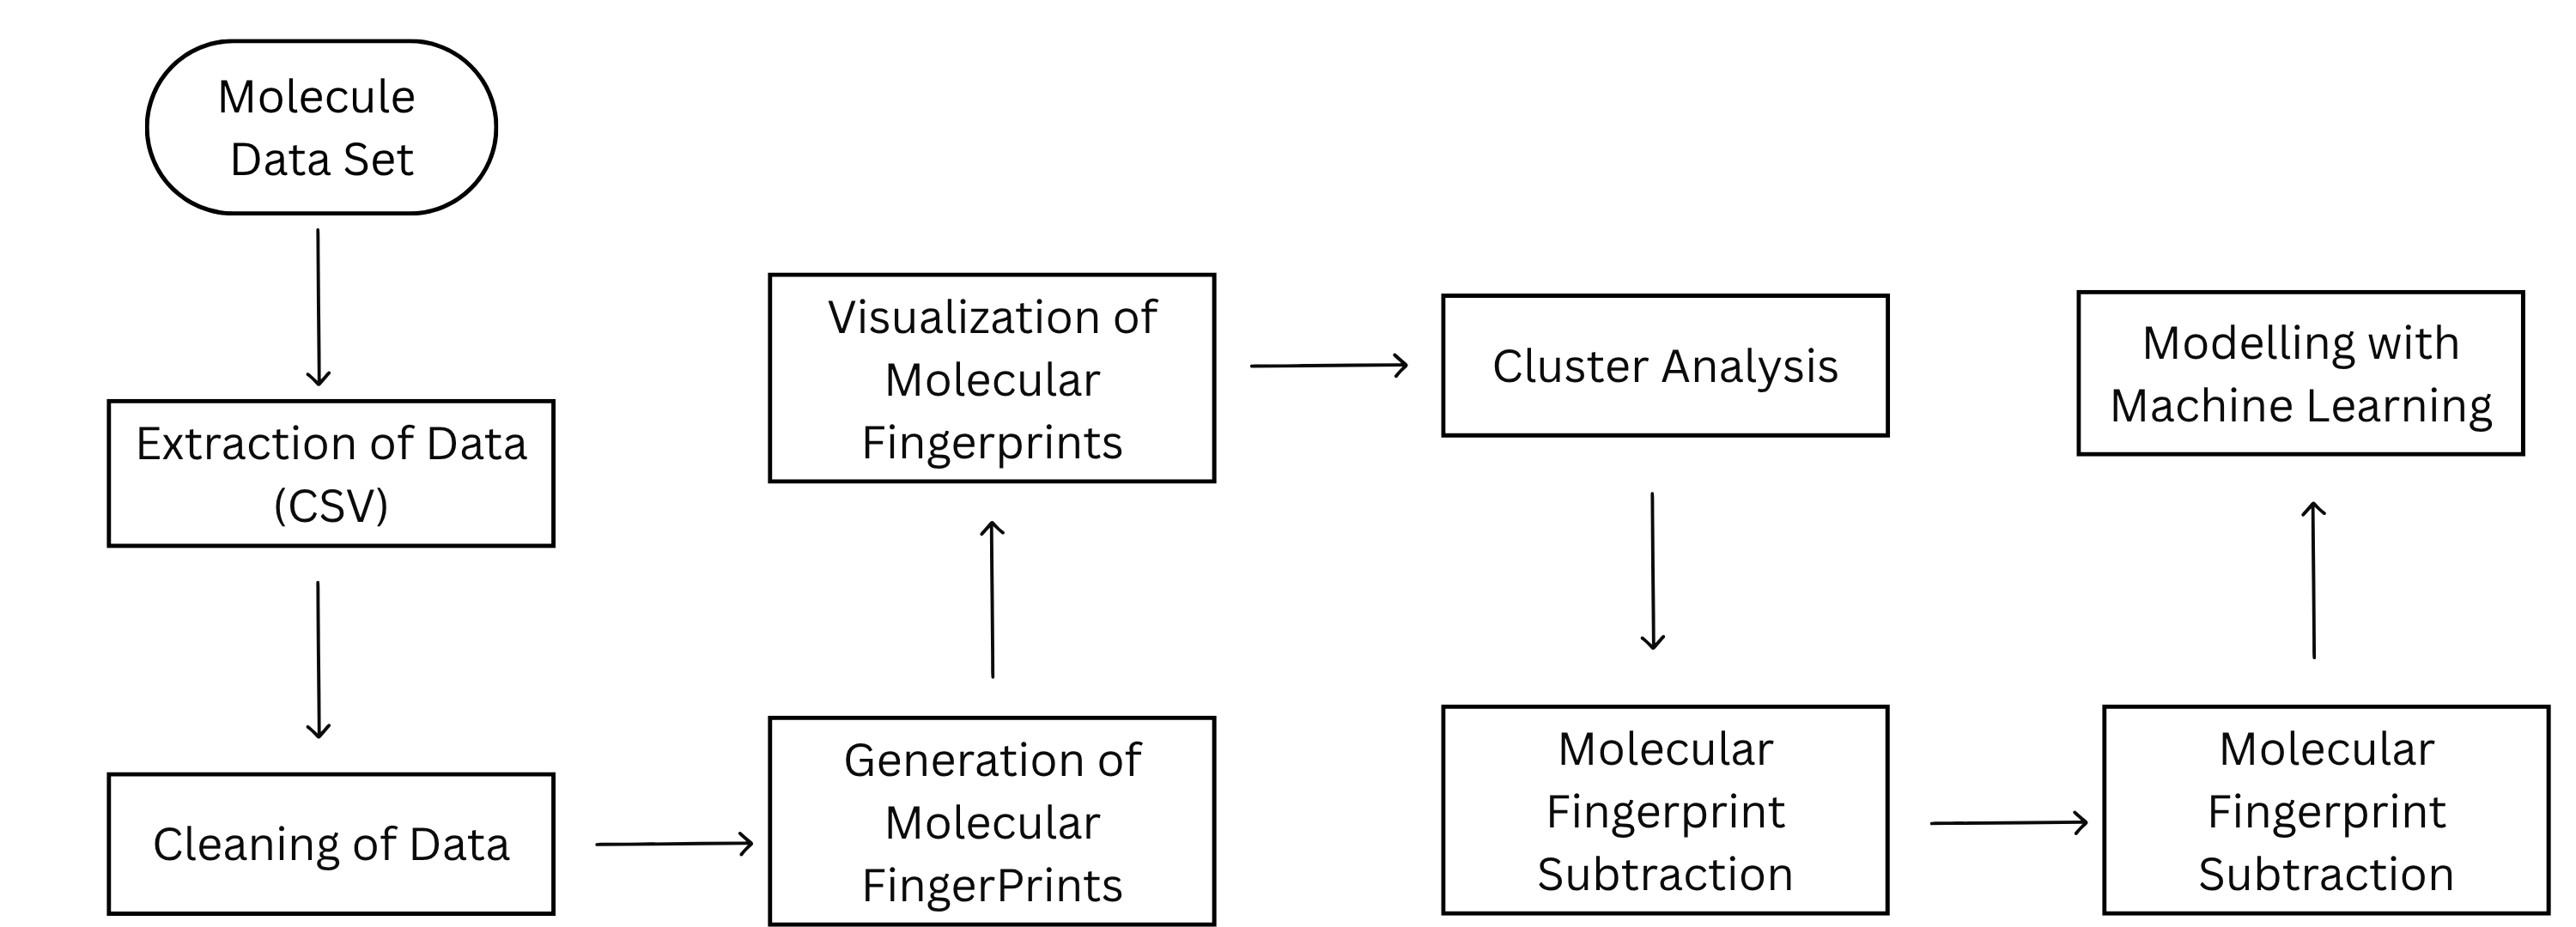 Molecule
Data Set
Extraction of Data
(CSV)
Cleaning of Data
Generation of
Molecular
FingerPrints
Visualization of
Molecular
Fingerprints
Cluster Analysis
Molecular
Fingerprint
Subtraction
Molecular
Fingerprint
Subtraction
Modelling with
Machine Learning